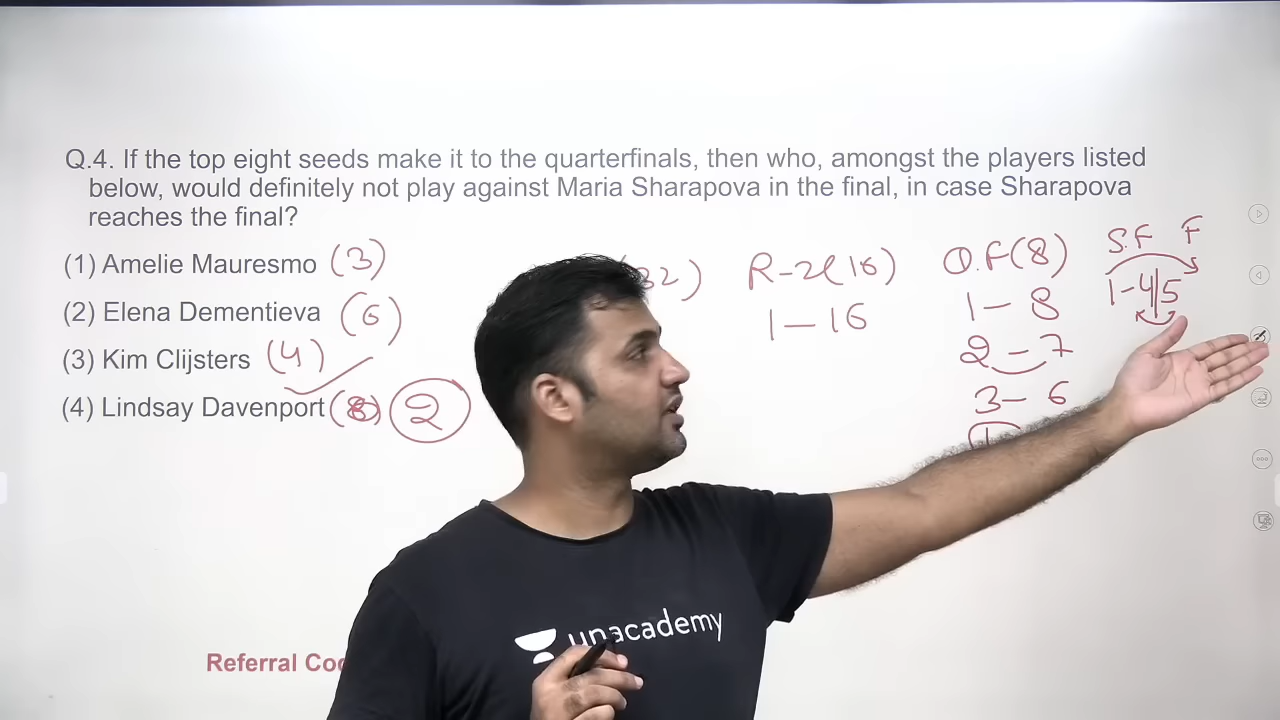 Q.4. If the top eight seeds make it to the quarterfinals, then who, amongst the players listed
below, would definitely not play against Maria Sharapova in the final, in case Sharapova
reaches the final?
(1) Amelie Mauresmo (3)
(2) Elena Dementieva (6)
(3) Kim Clijsters (4)
(4) Lindsay Davenport (8) 2
32)
R-2(16)
1-16
Q.F(8)
1-8
2-7
3-6
S.F F
1-4/5
unacademy
Referral Co